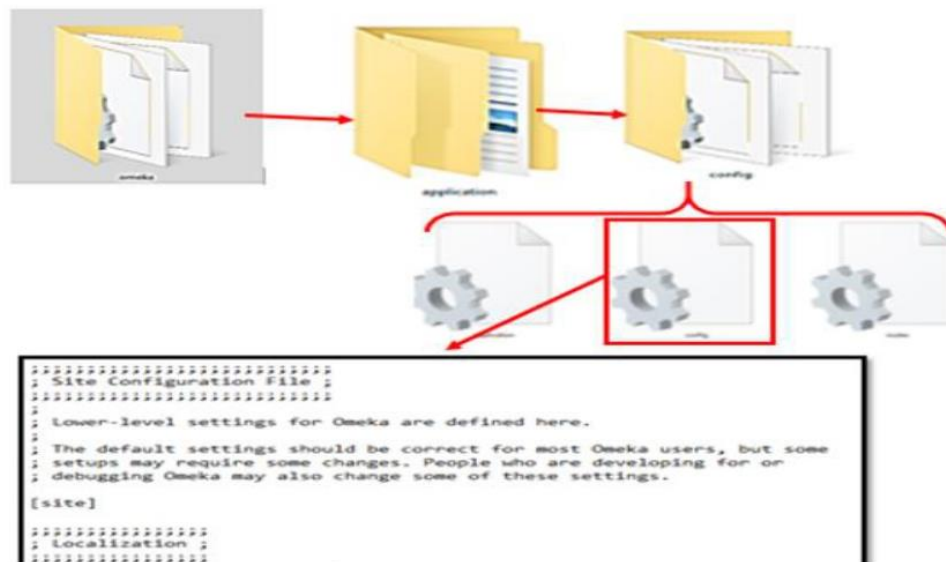 omeka
application
config
config
;;;;;;;;;;;;;;;;;;;;;;;;;;;
; Site Configuration File ;
;;;;;;;;;;;;;;;;;;;;;;;;;;;
;
; Lower-level settings for Omeka are defined here.
;
; The default settings should be correct for most Omeka users, but some
; setups may require some changes. People who are developing for or
; debugging Omeka may also change some of these settings.
[site]
;;;;;;;;;;;;;;;;
; Localization ;
;;;;;;;;;;;;;;;;